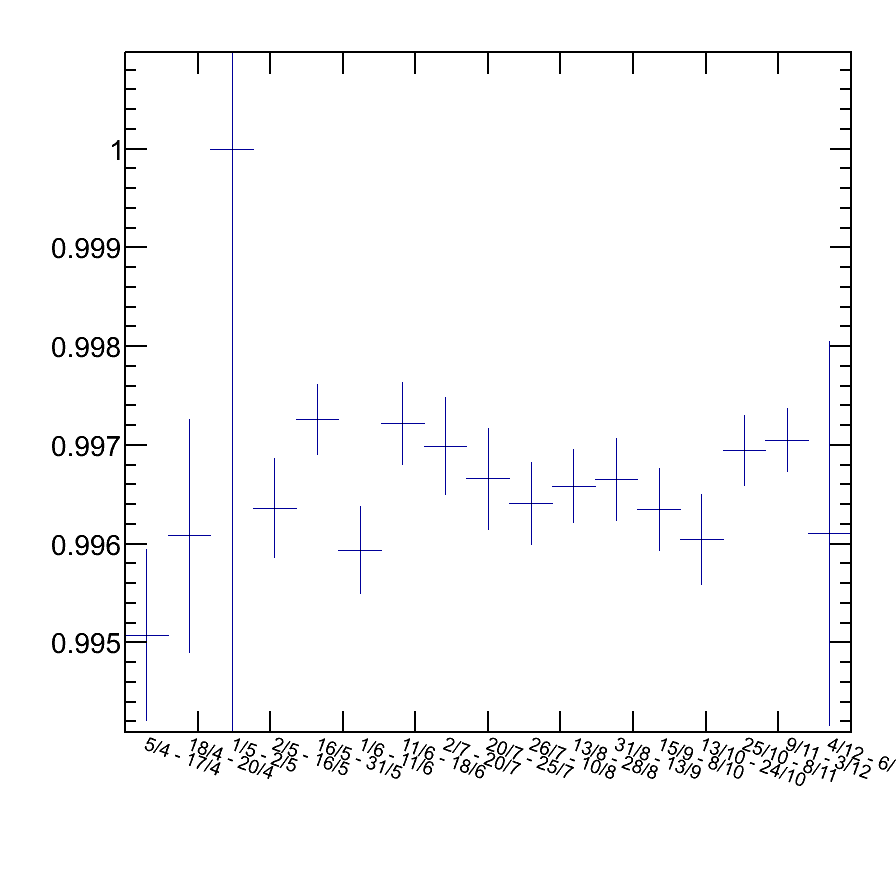 1
0.999
0.998
0.997
0.996
0.995
5/4 - 17/4
18/4 - 20/4
1/5 - 2/5
2/5 - 16/5
16/5 - 31/5
1/6 - 11/6
11/6 - 18/6
2/7 - 20/7
20/7 - 25/7
26/7 - 10/8
13/8 - 28/8
31/8 - 13/9
15/9 - 8/10
13/10 - 24/10
25/10 - 8/11
9/11 - 3/12
4/12 - 6/